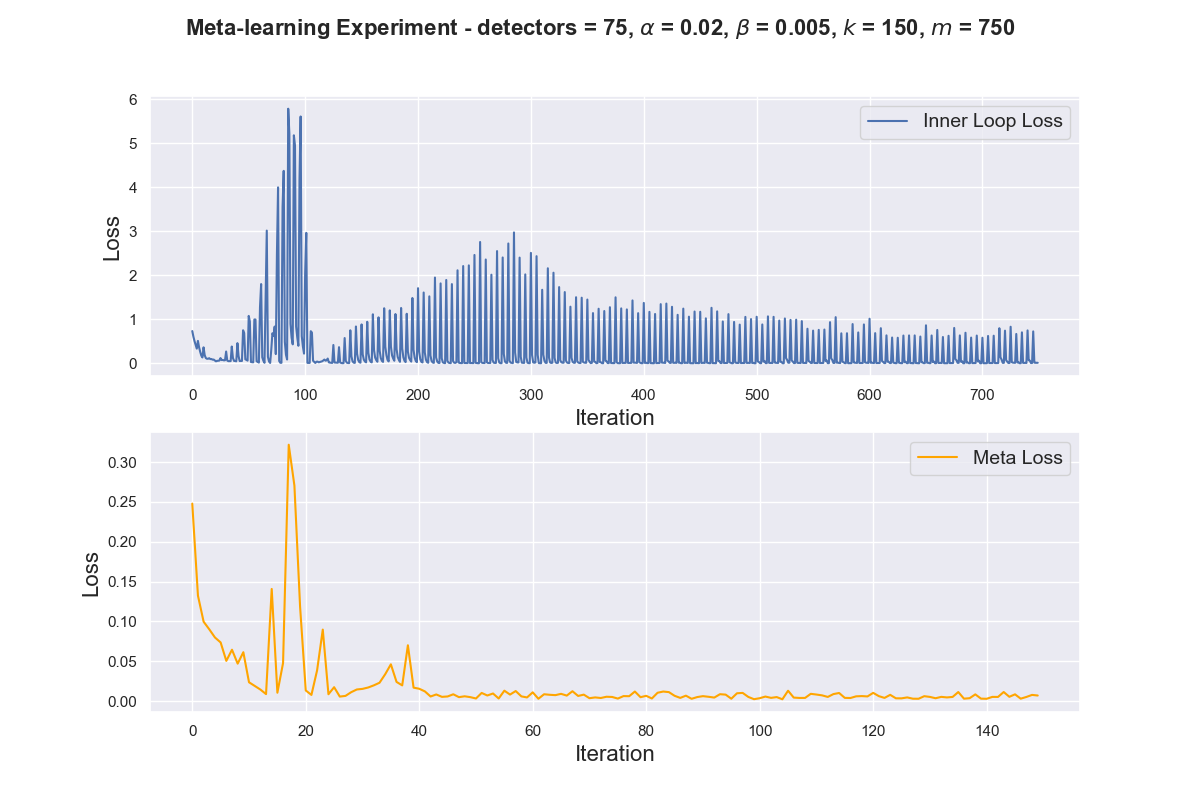 Meta-learning Experiment - detectors = 75, α = 0.02, β = 0.005, k = 150, m = 750
6
5
4
3
2
1
0
Loss
Inner Loop Loss
0 100 200 300 400 500 600 700
Iteration
0.30
0.25
0.20
0.15
0.10
0.05
0.00
Loss
Meta Loss
0 20 40 60 80 100 120 140
Iteration